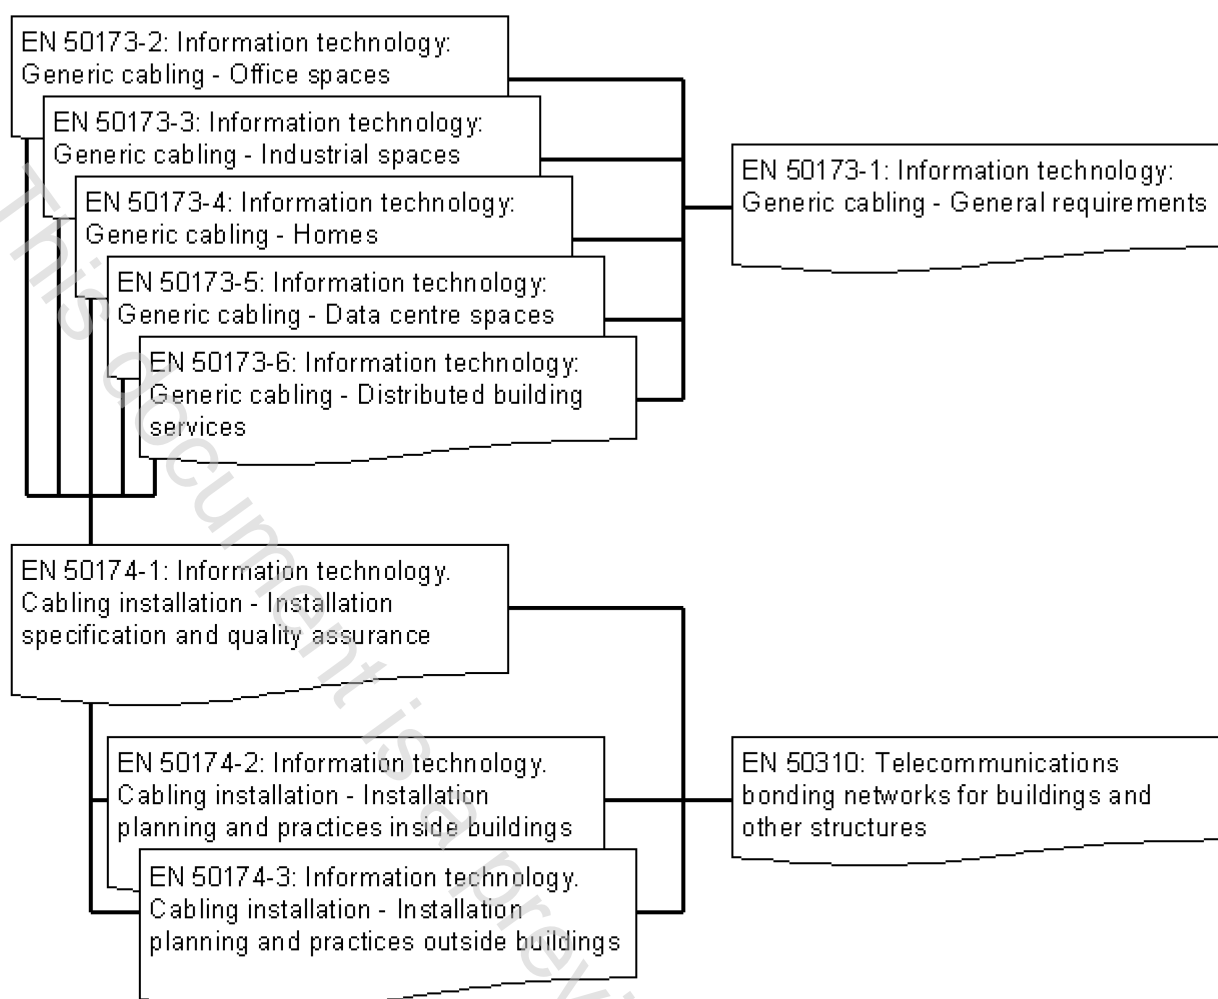 EN 50173-2: Information technology:
Generic cabling - Office spaces
EN 50173-3: Information technology:
Generic cabling - Industrial spaces
EN 50173-4: Information technology:
Generic cabling - Homes
EN 50173-5: Information technology:
Generic cabling - Data centre spaces
EN 50173-6: Information technology:
Generic cabling - Distributed building
services
EN 50173-1: Information technology:
Generic cabling - General requirements
EN 50174-1: Information technology.
Cabling installation - Installation
specification and quality assurance
EN 50174-2: Information technology.
Cabling installation - Installation
planning and practices inside buildings
EN 50174-3: Information technology.
Cabling installation - Installation
planning and practices outside buildings
EN 50310: Telecommunications
bonding networks for buildings and
other structures
This document is a